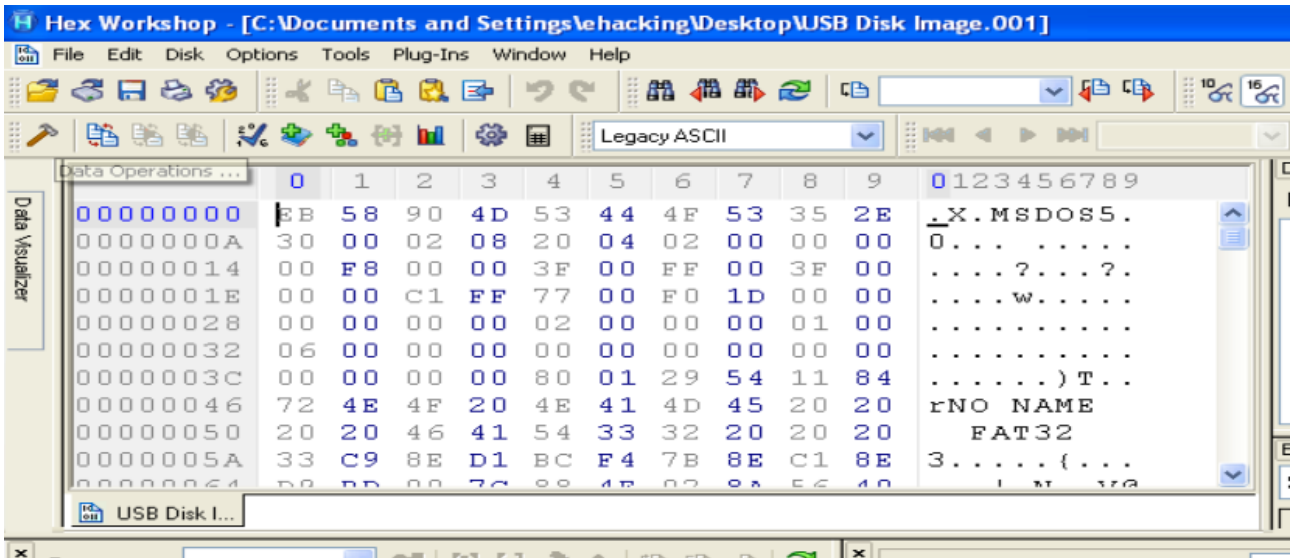 Hex Workshop - [C:\Documents and Settings\ehacking\Desktop\USB Disk Image.001]
File Edit Disk Options Tools Plug-Ins Window Help
Legacy ASCII
Data Operations ...
Data Visualizer
0 1 2 3 4 5 6 7 8 9 0123456789
00000000 EB 58 90 4D 53 44 4F 53 35 2E .X.MSDOS5.
0000000A 30 00 02 08 20 04 02 00 00 00 0... .....
00000014 00 F8 00 00 3F 00 FF 00 3F 00 ....?...?.
0000001E 00 00 C1 FF 77 00 F0 1D 00 00 ....w.....
00000028 00 00 00 00 02 00 00 00 01 00 ..........
00000032 06 00 00 00 00 00 00 00 00 00 ..........
0000003C 00 00 00 00 80 01 29 54 11 84 ......)T..
00000046 72 4E 4F 20 4E 41 4D 45 20 20 rNO NAME
00000050 20 20 46 41 54 33 32 20 20 20 FAT32
0000005A 33 C9 8E D1 BC F4 7B 8E C1 8E 3.....{...
USB Disk I...